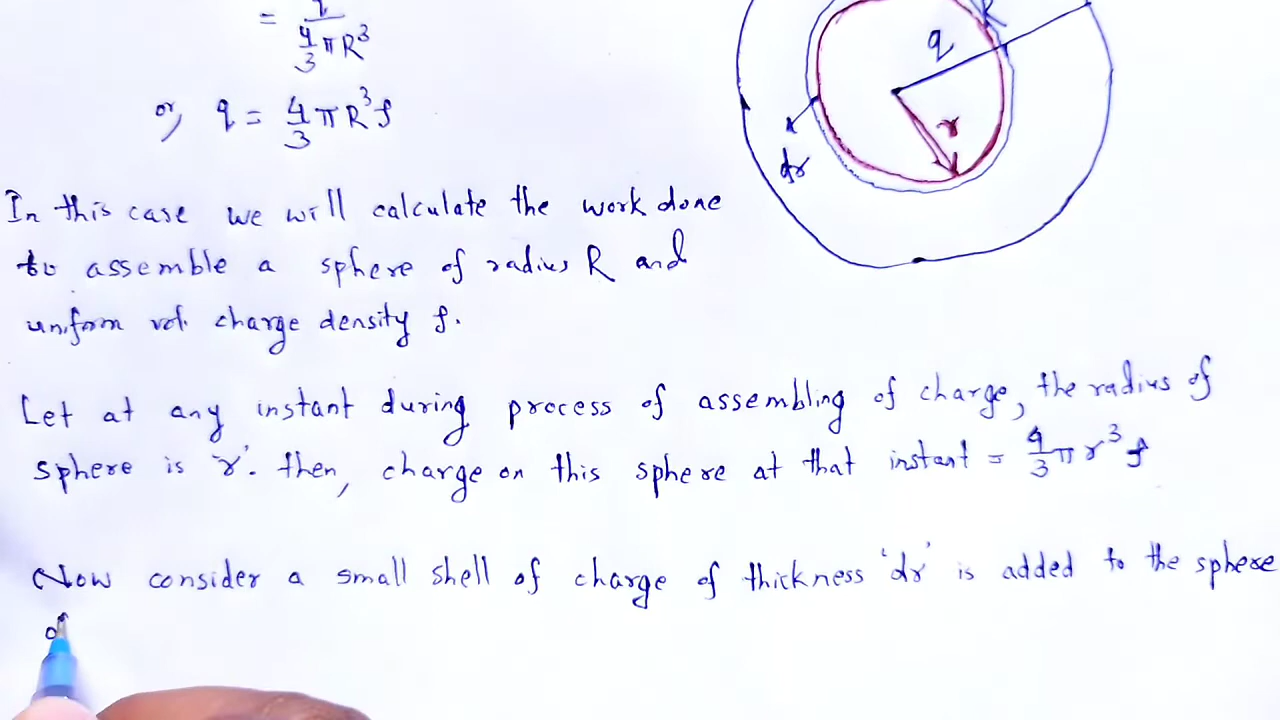 = q / 4/3 πR³
or, q = 4/3 πR³ρ
R
q
r
dr
In this case we will calculate the work done
to assemble a sphere of radius R and
uniform vol. charge density ρ.
Let at any instant during process of assembling of charge, the radius of
sphere is 'r'. then, charge on this sphere at that instant = 4/3 πr³ρ
Now consider a small shell of charge of thickness 'dr' is added to the sphere